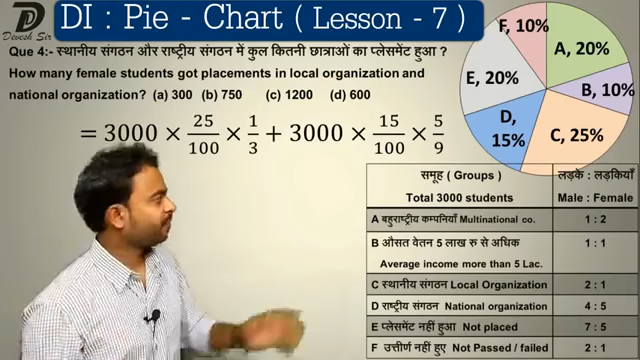 Devesh Sir
DI : Pie - Chart ( Lesson - 7 )
Que 4:- स्थानीय संगठन और राष्ट्रीय संगठन में कुल कितनी छात्राओं का प्लेसमेंट हुआ ?
How many female students got placements in local organization and
national organization? (a) 300 (b) 750 (c) 1200 (d) 600
= 3000 × 25/100 × 1/3 + 3000 × 15/100 × 5/9
F, 10%
A, 20%
E, 20%
B, 10%
D,
15%
C, 25%
समूह ( Groups) लड़के : लड़कियाँ
Total 3000 students Male : Female
A बहुराष्ट्रीय कम्पनियाँ Multinational co. 1 : 2
B औसत वेतन 5 लाख रु से अधिक 1 : 1
Average income more than 5 Lac.
C स्थानीय संगठन Local Organization 2 : 1
D राष्ट्रीय संगठन National organization 4 : 5
E प्लेसमेंट नहीं हुआ Not placed 7 : 5
F उत्तीर्ण नहीं हुए Not Passed / failed 2 : 1